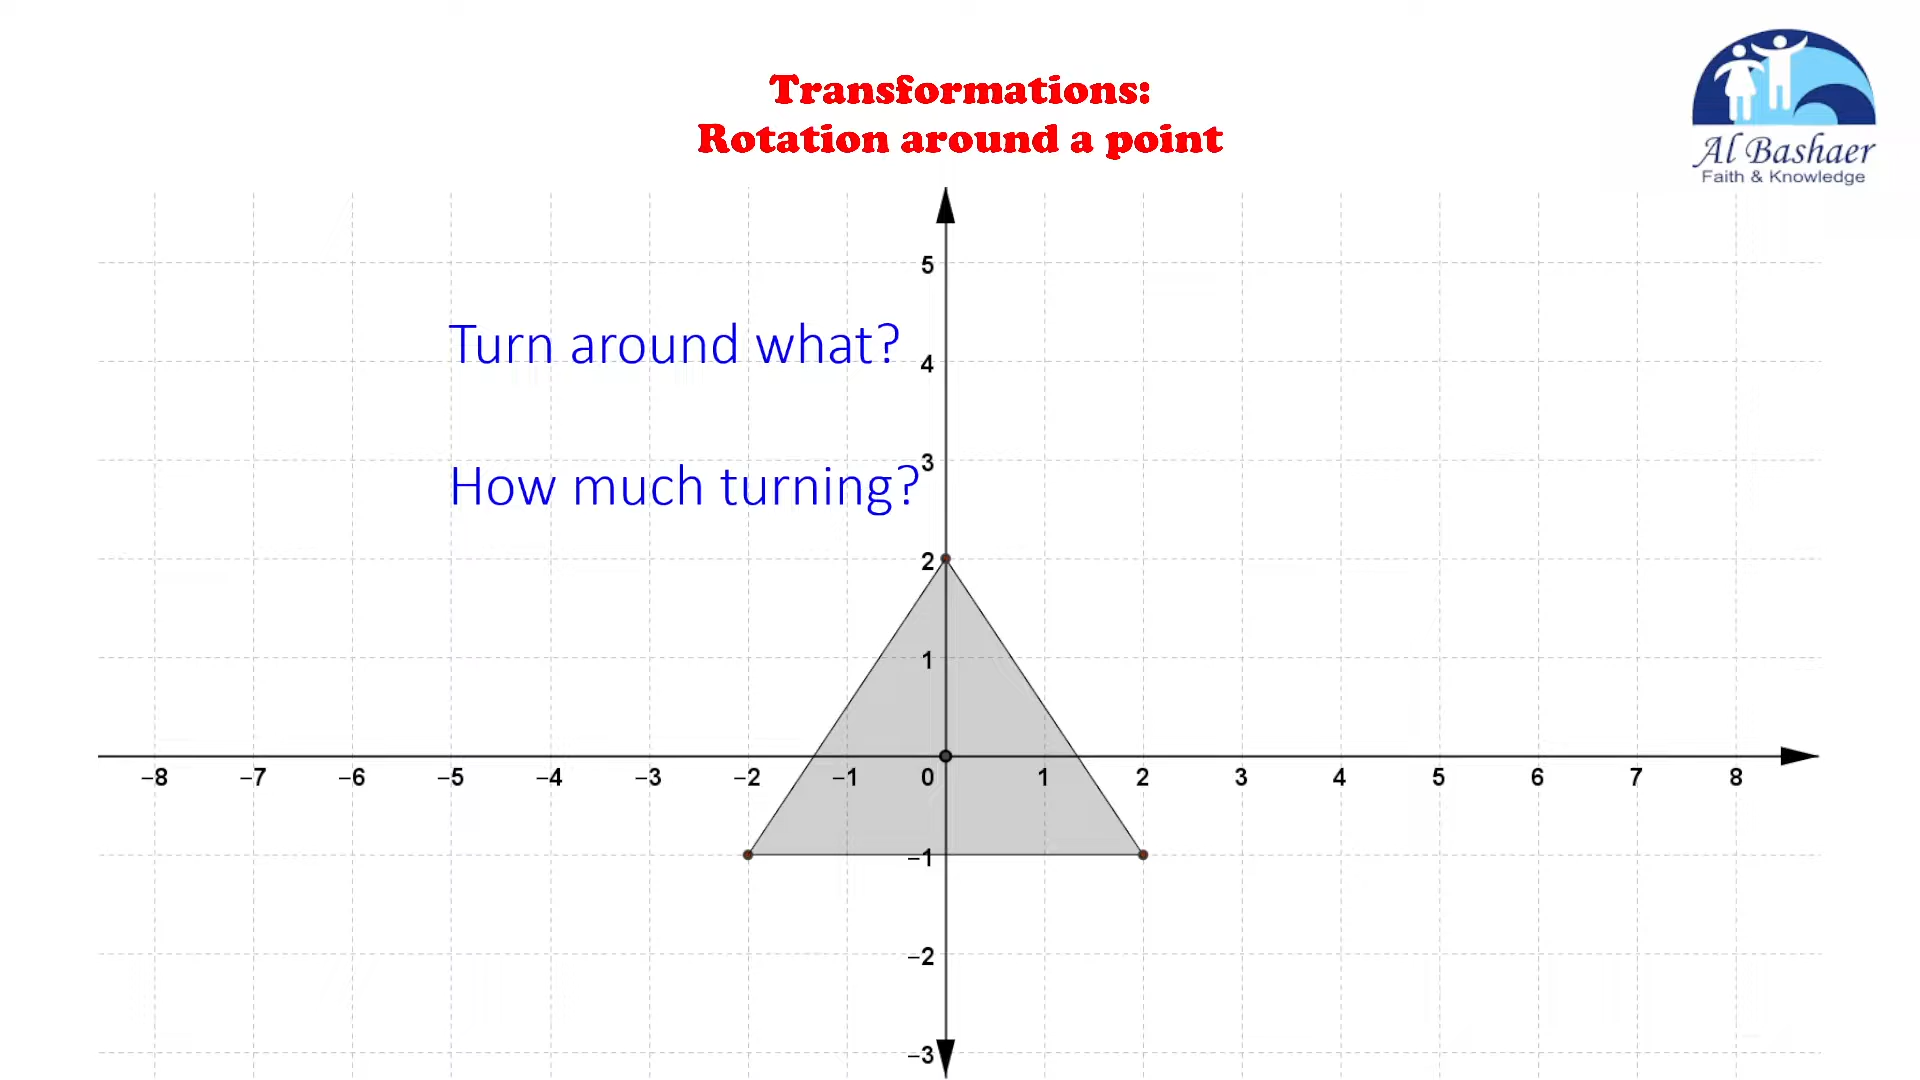 Transformations:
Rotation around a point
Al Bashaer
Faith & Knowledge
5
Turn around what?
4
3
How much turning?
2
1
−8 −7 −6 −5 −4 −3 −2 −1 0 1 2 3 4 5 6 7 8
−1
−2
−3